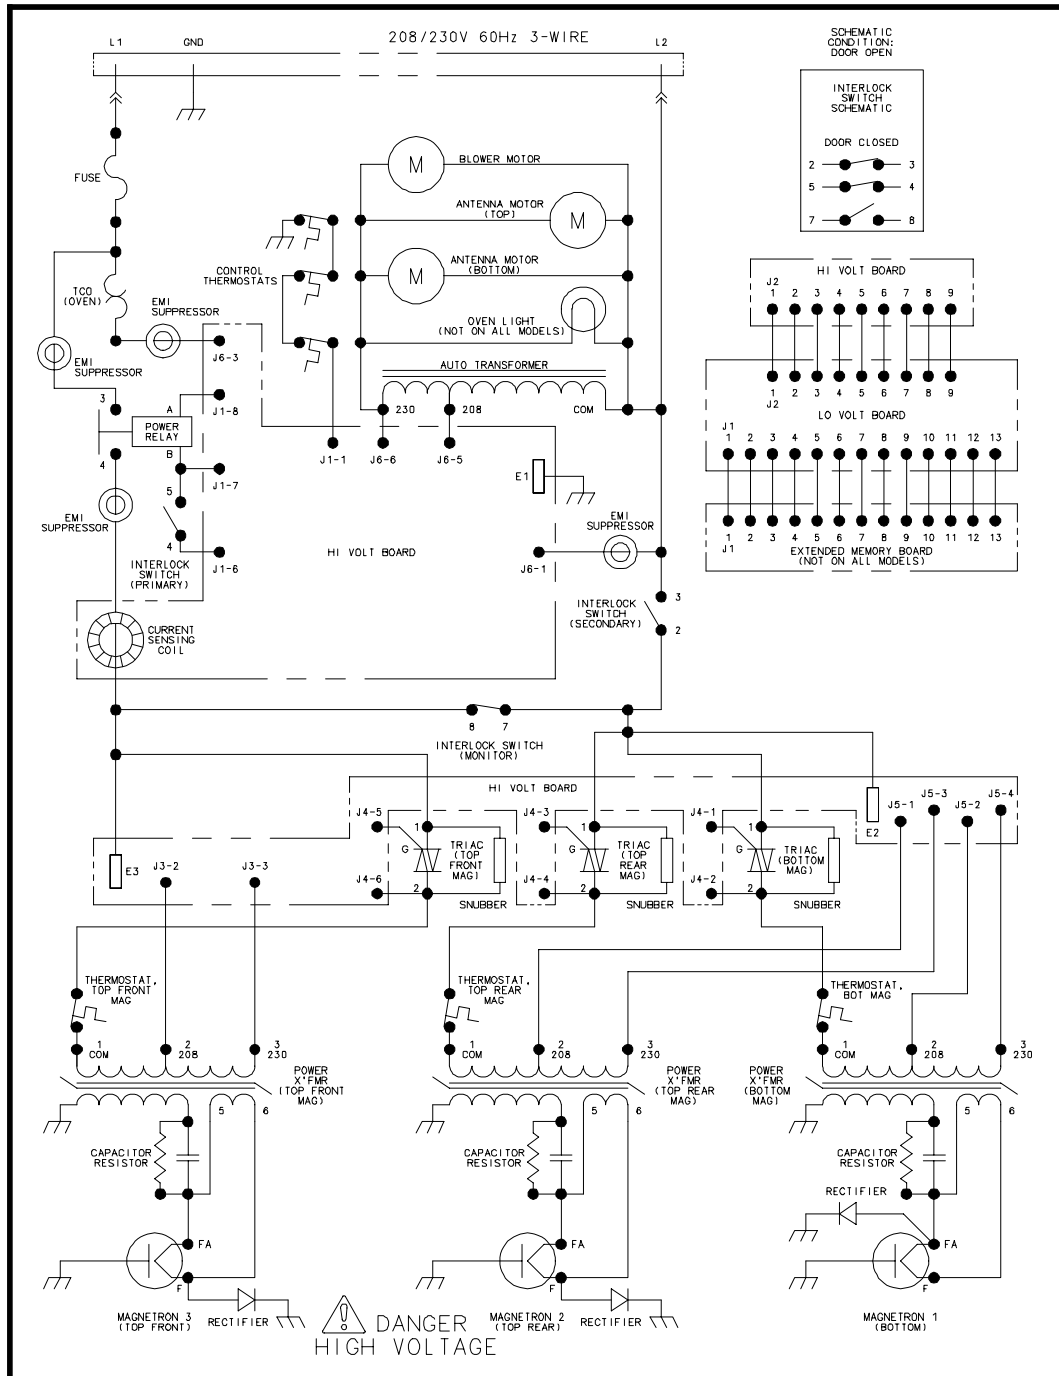 208/230V 60Hz 3-WIRE
L1
GND
L2
SCHEMATIC
CONDITION:
DOOR OPEN
INTERLOCK
SWITCH
SCHEMATIC
DOOR CLOSED
2 3
5 4
7 8
FUSE
M
BLOWER MOTOR
ANTENNA MOTOR
(TOP)
M
ANTENNA MOTOR
(BOTTOM)
M
CONTROL
THERMOSTATS
TCO
(OVEN)
EMI
SUPPRESSOR
OVEN LIGHT
(NOT ON ALL MODELS)
EMI
SUPPRESSOR
J6-3
AUTO TRANSFORMER
230
208
COM
3
A
J1-8
POWER
RELAY
B
4
J1-1
J6-6
J6-5
J1-7
5
E1
EMI
SUPPRESSOR
4
J1-6
INTERLOCK
SWITCH
(PRIMARY)
HI VOLT BOARD
EMI
SUPPRESSOR
J6-1
INTERLOCK
SWITCH
(SECONDARY)
3
2
CURRENT
SENSING
COIL
HI VOLT BOARD
J2
1 2 3 4 5 6 7 8 9
1 2 3 4 5 6 7 8 9
J2
LO VOLT BOARD
J1
1 2 3 4 5 6 7 8 9 10 11 12 13
1 2 3 4 5 6 7 8 9 10 11 12 13
J1
EXTENDED MEMORY BOARD
(NOT ON ALL MODELS)
8 7
INTERLOCK SWITCH
(MONITOR)
HI VOLT BOARD
J4-5
1
G
TRIAC
(TOP
FRONT
MAG)
J4-6
2
SNUBBER
J4-3
1
G
TRIAC
(TOP
REAR
MAG)
J4-4
2
SNUBBER
J4-1
1
G
TRIAC
(BOTTOM
MAG)
J4-2
2
SNUBBER
E2
J5-1
J5-3
J5-2
J5-4
E3
J3-2
J3-3
THERMOSTAT,
TOP FRONT
MAG
1
COM
2
208
3
230
POWER
X'FMR
(TOP FRONT
MAG)
5
6
CAPACITOR
RESISTOR
FA
F
MAGNETRON 3
(TOP FRONT)
RECTIFIER
THERMOSTAT,
TOP REAR
MAG
1
COM
2
208
3
230
POWER
X'FMR
(TOP REAR
MAG)
5
6
CAPACITOR
RESISTOR
FA
F
MAGNETRON 2
(TOP REAR)
RECTIFIER
THERMOSTAT,
BOT MAG
1
COM
2
208
3
230
POWER
X'FMR
(BOTTOM
MAG)
5
6
CAPACITOR
RESISTOR
RECTIFIER
FA
F
MAGNETRON 1
(BOTTOM)
! DANGER
HIGH VOLTAGE